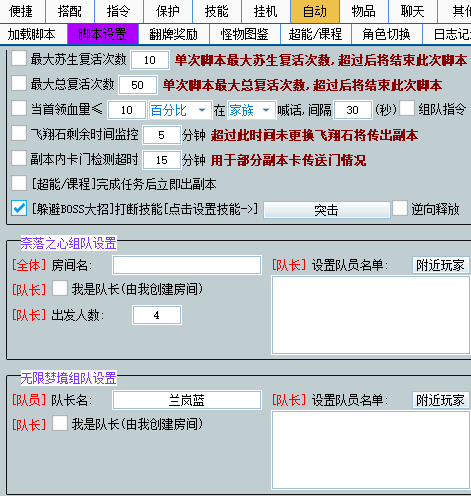 便捷 搭配 指令 保护 技能 挂机 自动 物品 聊天 其
加载脚本 脚本设置 翻牌奖励 怪物图鉴 超能/课程 角色切换 日志记
最大苏生复活次数 10 单次脚本最大苏生复活次数,超过后将结束此次脚本
最大总复活次数 50 单次脚本最大总复活次数,超过后将结束此次脚本
当首领血量≤ 10 百分比 在 家族 喊话,间隔 30 (秒) 组队指令
飞翔石剩余时间监控 5 分钟 超过此时间未更换飞翔石将传出副本
副本内卡门检测超时 15 分钟 用于部分副本卡传送门情况
[超能/课程]完成任务后立即出副本
[躲避BOSS大招]打断技能[点击设置技能->] 突击 逆向释放
奈落之心组队设置
[全体] 房间名: [队长] 设置队员名单: 附近玩家
[队长] 我是队长(由我创建房间)
[队长] 出发人数: 4
无限梦境组队设置
[队员] 队长名: 兰岚蓝 [队长] 设置队员名单: 附近玩家
[队长] 我是队长(由我创建房间)